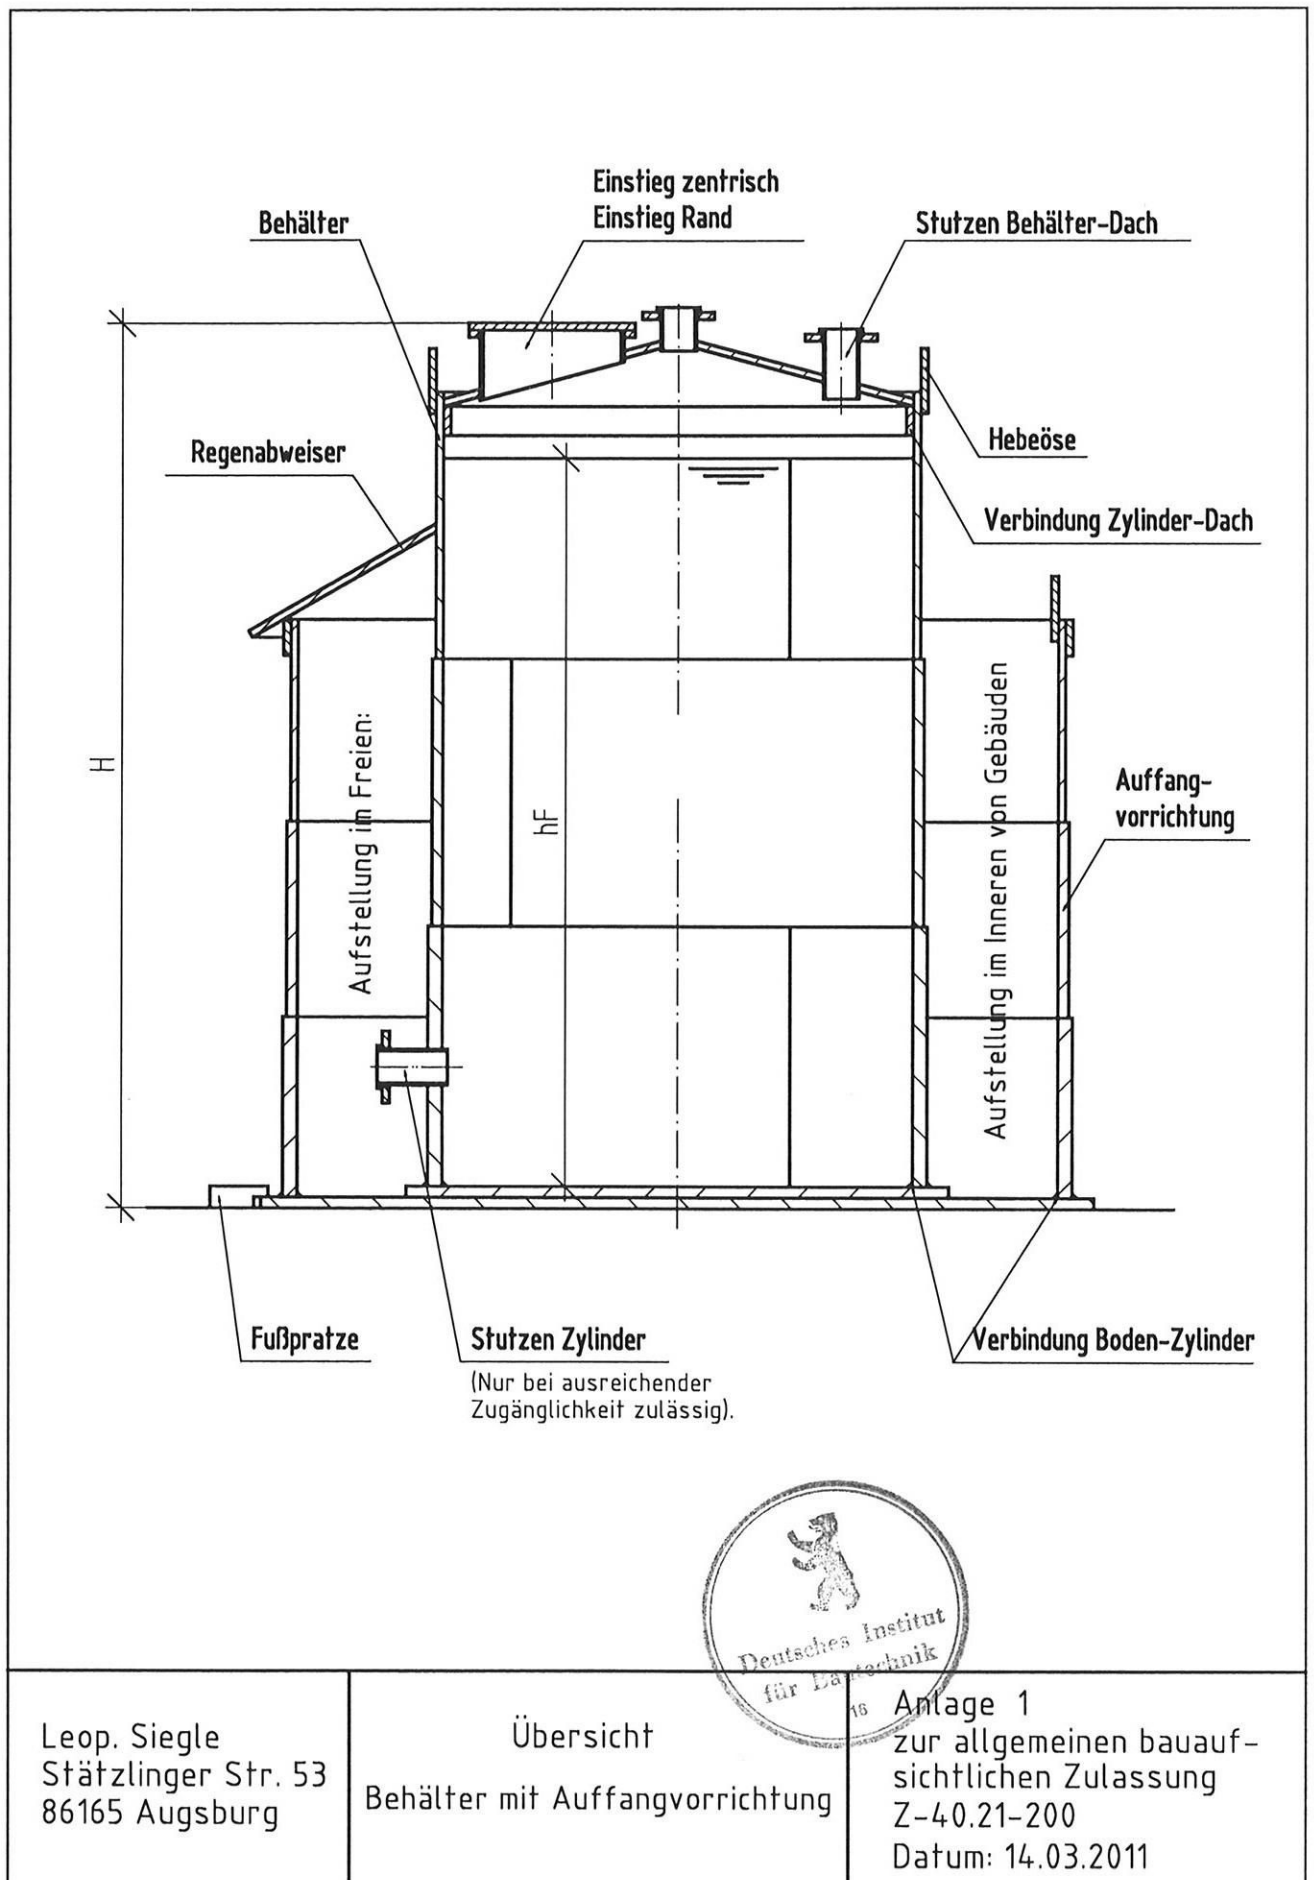 Einstieg zentrisch
Einstieg Rand
Behälter
Stutzen Behälter-Dach
Regenabweiser
Hebeöse
Verbindung Zylinder-Dach
H
Aufstellung im Freien:
hF
Aufstellung im Inneren von Gebäuden
Auffang-
vorrichtung
Fußpratze
Stutzen Zylinder
(Nur bei ausreichender
Zugänglichkeit zulässig).
Verbindung Boden-Zylinder
Deutsches Institut
für Bautechnik
16
Leop. Siegle
Stätzlinger Str. 53
86165 Augsburg
Übersicht
Behälter mit Auffangvorrichtung
Anlage 1
zur allgemeinen bauauf-
sichtlichen Zulassung
Z-40.21-200
Datum: 14.03.2011